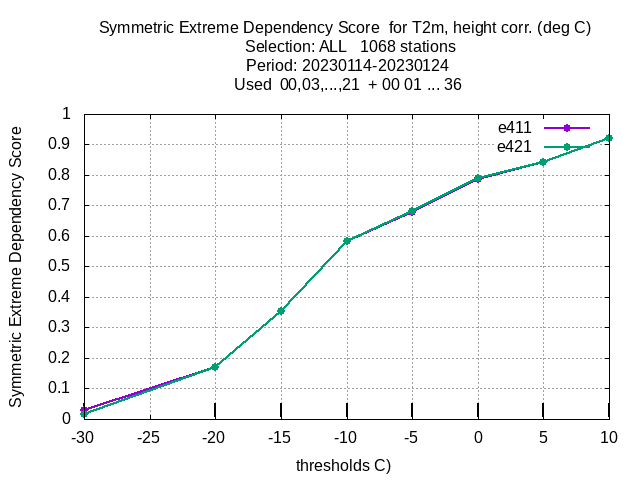 Symmetric Extreme Dependency Score  for T2m, height corr. (deg C)
Selection: ALL   1068 stations
Period: 20230114-20230124
Used  00,03,...,21  + 00 01 ... 36
Symmetric Extreme Dependency Score
1
0.9
0.8
0.7
0.6
0.5
0.4
0.3
0.2
0.1
0
e411
e421
-30 -25 -20 -15 -10 -5 0 5 10
thresholds C)